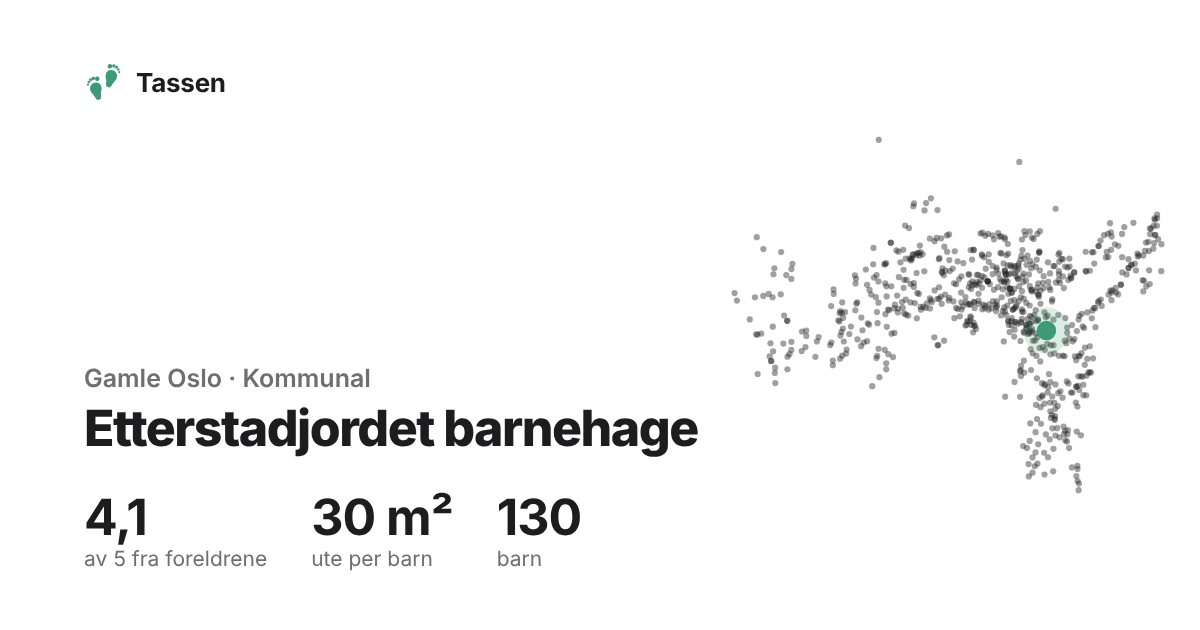 Tassen
Gamle Oslo · Kommunal
Etterstadjordet barnehage
4,1
av 5 fra foreldrene
30 m²
ute per barn
130
barn